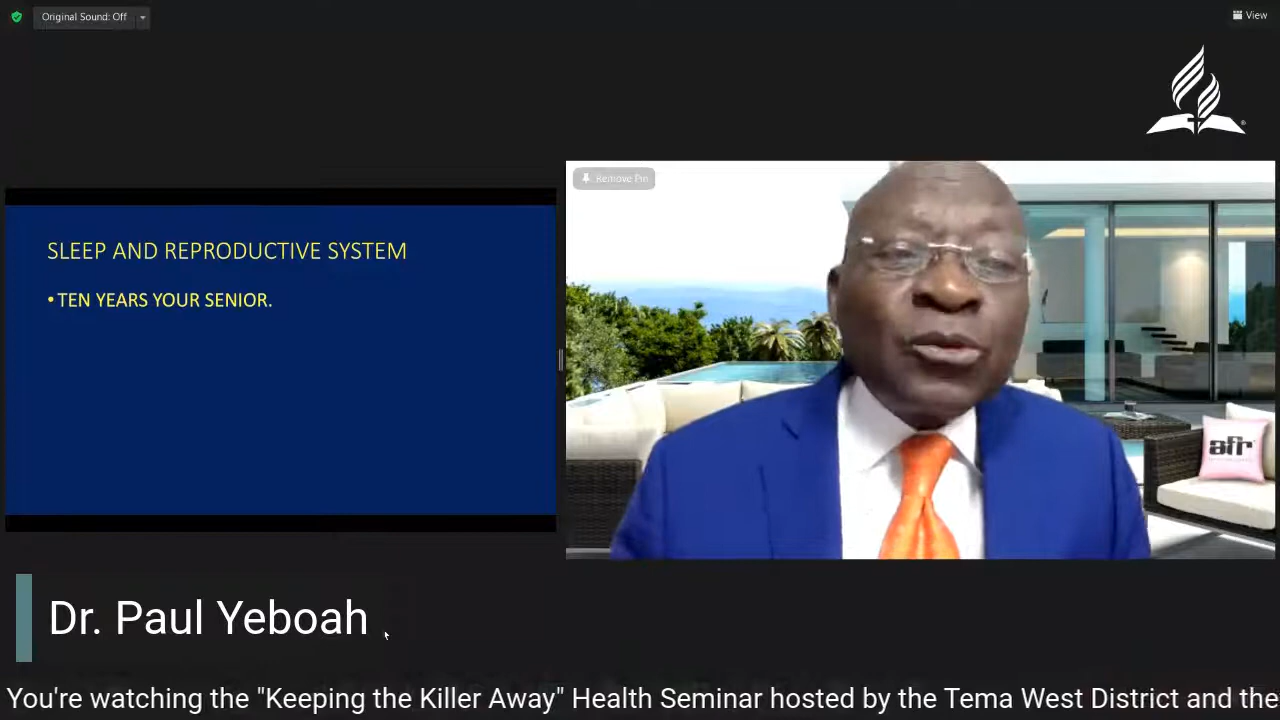 Original Sound: Off
View
Remove Pin
SLEEP AND REPRODUCTIVE SYSTEM
• TEN YEARS YOUR SENIOR.
afr
Dr. Paul Yeboah
You're watching the "Keeping the Killer Away" Health Seminar hosted by the Tema West District and the